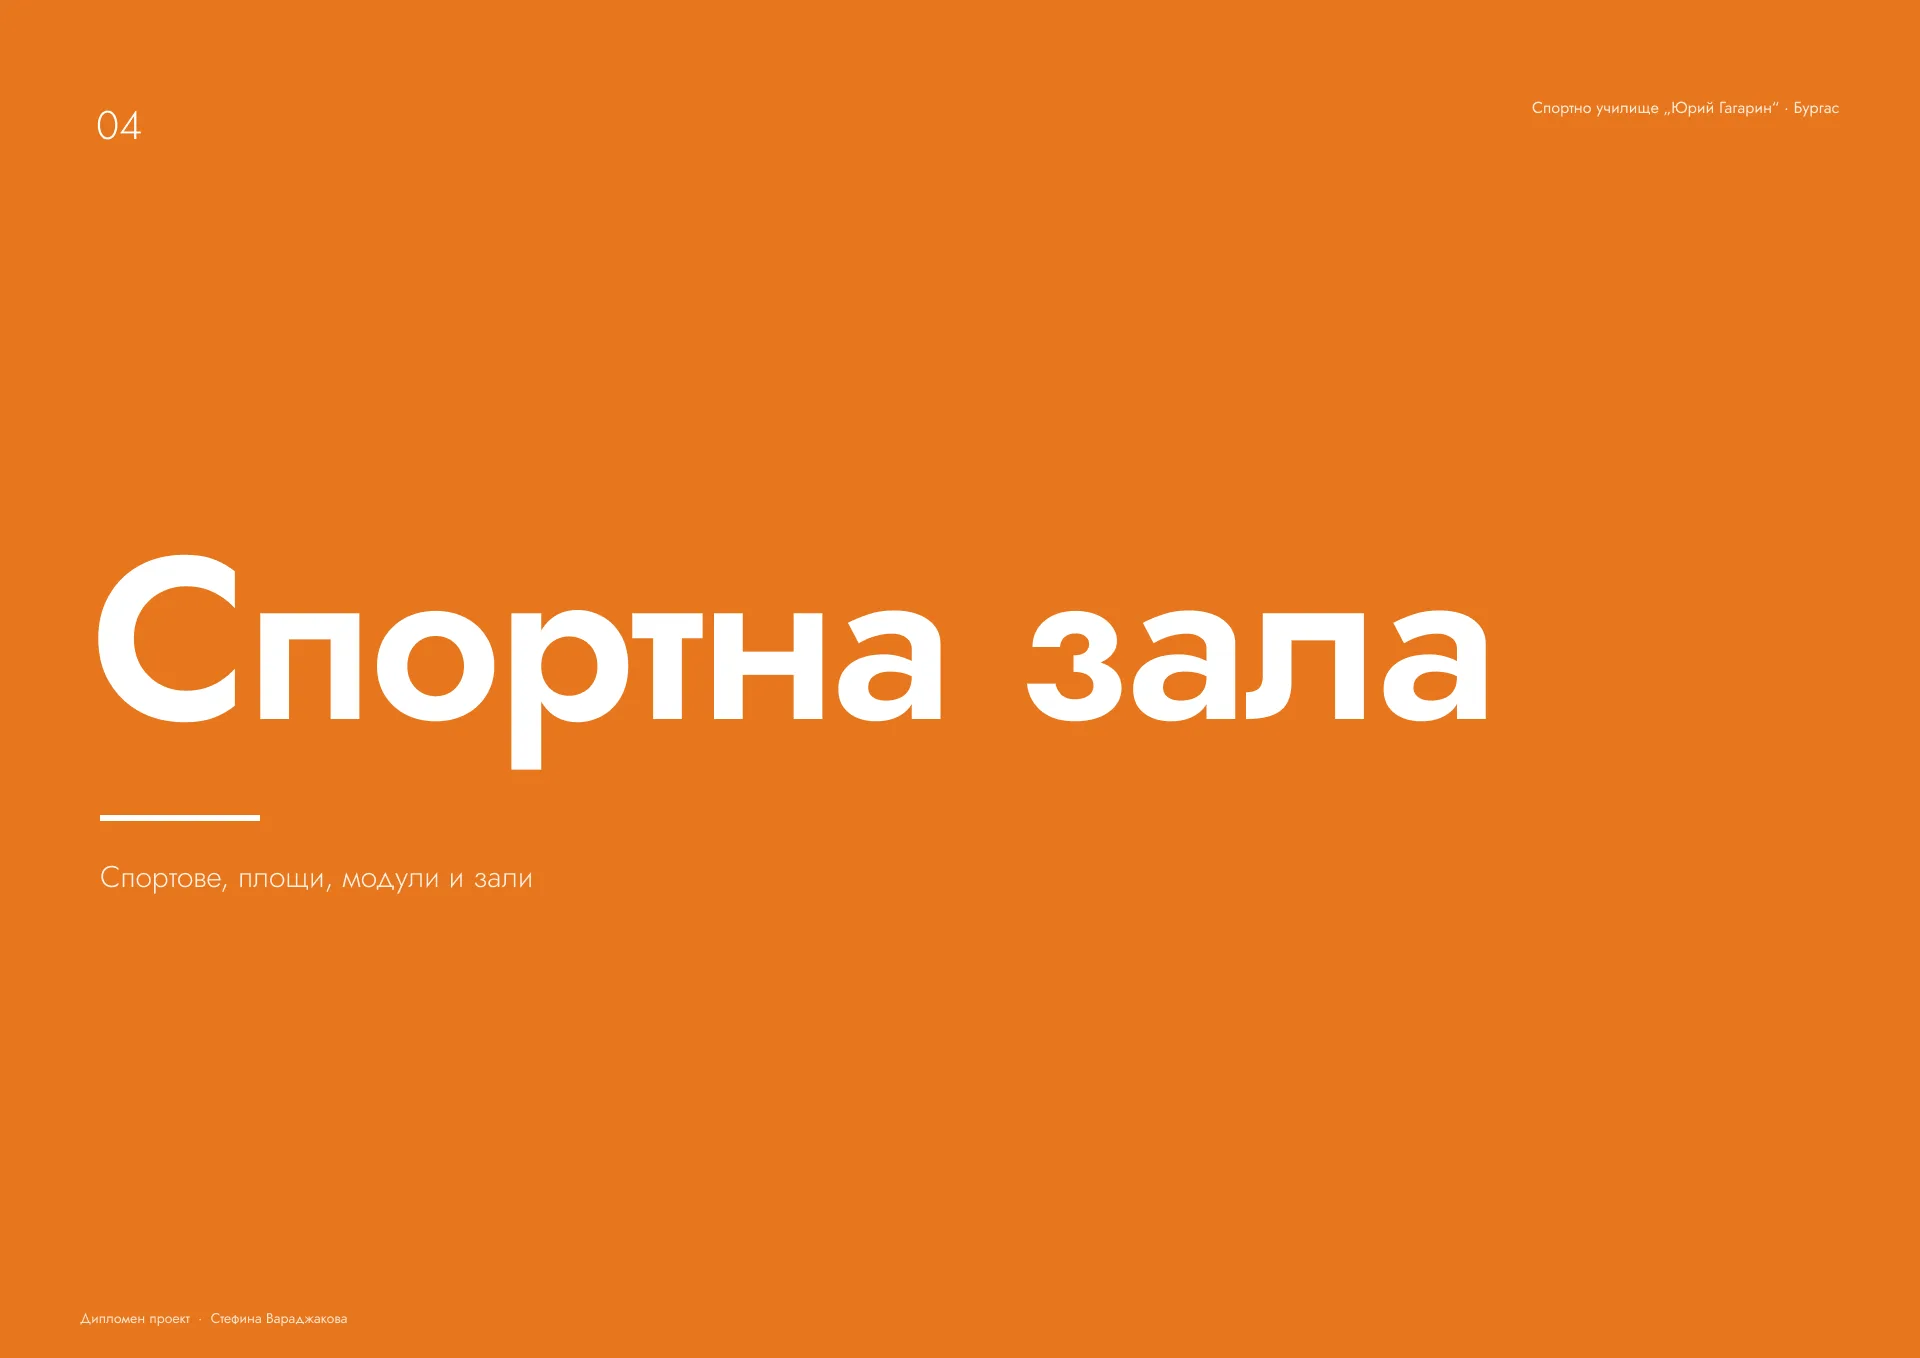 04
Спортно училище „Юрий Гагарин“ · Бургас
Спортна зала
Спортове, площи, модули и зали
Дипломен проект · Стефина Вараджакова